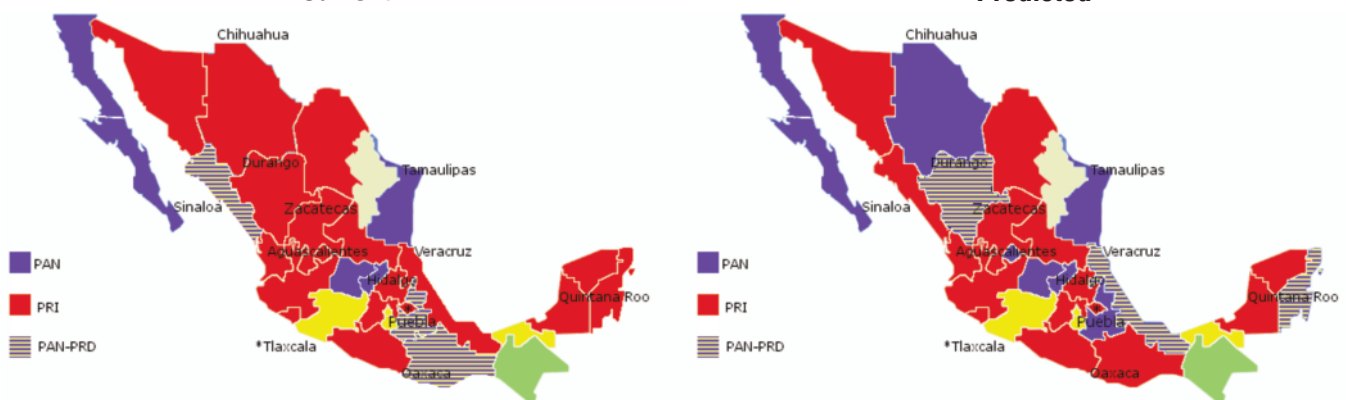 Predicted
Chihuahua
Durango
Tamaulipas
Sinaloa
Zacatecas
Aguascalientes
Veracruz
PAN
Hidalgo
Quintana Roo
PRI
Puebla
PAN-PRD
*Tlaxcala
Oaxaca
Chihuahua
Durango
Tamaulipas
Sinaloa
Zacatecas
Aguascalientes
Veracruz
PAN
Hidalgo
Quintana Roo
PRI
Puebla
PAN-PRD
*Tlaxcala
Oaxaca